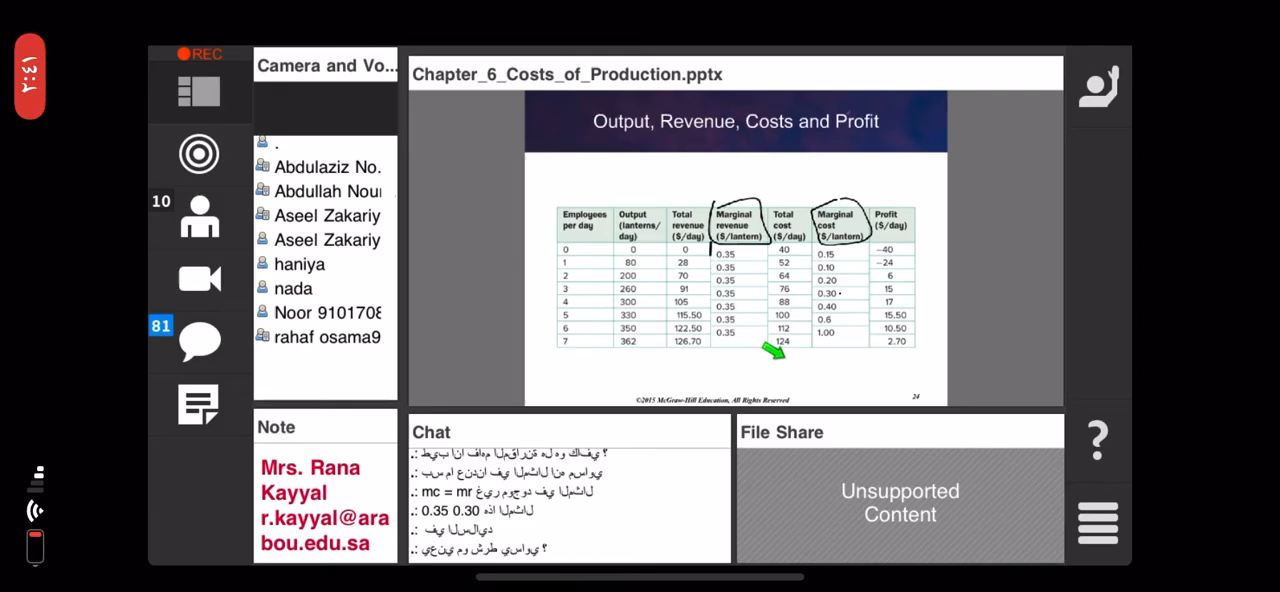 ١٣:٢
REC
Camera and Vo...
.
Abdulaziz No.
Abdullah Nour
Aseel Zakariy
Aseel Zakariy
haniya
nada
Noor 9101708
rahaf osama9
10
81
Note
Mrs. Rana
Kayyal
r.kayyal@ara
bou.edu.sa
Chapter_6_Costs_of_Production.pptx
Output, Revenue, Costs and Profit
Employees per day Output (lanterns/day) Total revenue ($/day) Marginal revenue ($/lantern) Total cost ($/day) Marginal cost ($/lantern) Profit ($/day)
0 0 0 40 −40
0.35 0.15
1 80 28 52 −24
0.35 0.10
2 200 70 64 6
0.35 0.20
3 260 91 76 15
0.35 0.30
4 300 105 88 17
0.35 0.40
5 330 115.50 100 15.50
0.35 0.6
6 350 122.50 112 10.50
0.35 1.00
7 362 126.70 124 2.70
©2015 McGraw-Hill Education, All Rights Reserved
24
Chat
.: طيب انا فاهم المقارنة هل هو كافي ؟
.: بس ما عندنا في المثال انه مساوي
.: mc = mr غير موجود في المثال
.: 0.35 0.30 هذا المثال
.: في السلايد
.: يعني مو شرط يساوي ؟
File Share
Unsupported
Content
?